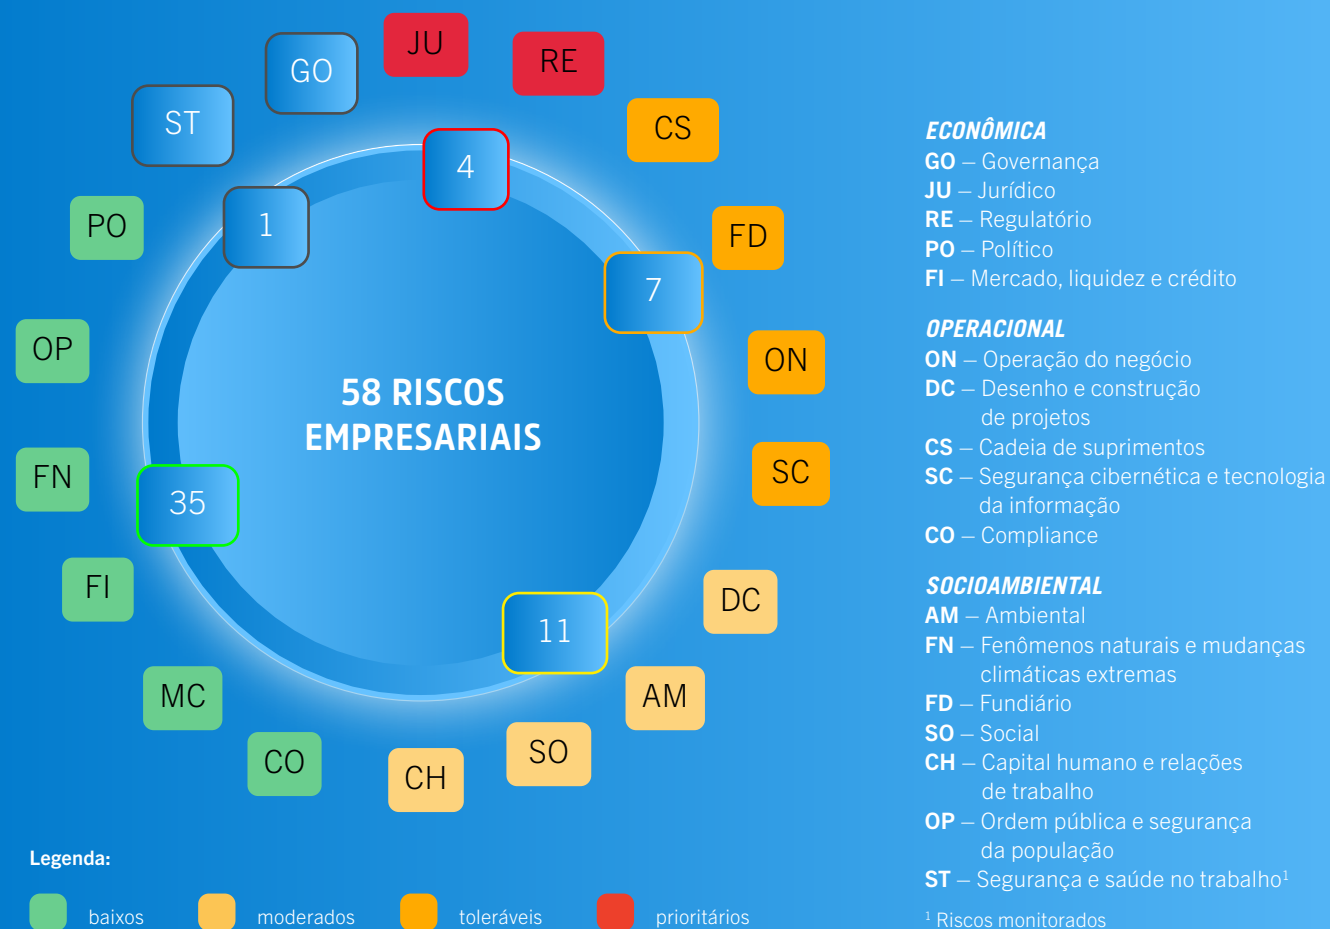 JU
RE
GO
CS
ST
4
PO
1
FD
7
OP
ON
58 RISCOS
EMPRESARIAIS
FN
SC
35
FI
DC
11
MC
AM
CO
SO
CH
Legenda:
baixos
moderados
toleráveis
prioritários
ECONÔMICA
GO – Governança
JU – Jurídico
RE – Regulatório
PO – Político
FI – Mercado, liquidez e crédito
OPERACIONAL
ON – Operação do negócio
DC – Desenho e construção
de projetos
CS – Cadeia de suprimentos
SC – Segurança cibernética e tecnologia
da informação
CO – Compliance
SOCIOAMBIENTAL
AM – Ambiental
FN – Fenômenos naturais e mudanças
climáticas extremas
FD – Fundiário
SO – Social
CH – Capital humano e relações
de trabalho
OP – Ordem pública e segurança
da população
ST – Segurança e saúde no trabalho¹
¹ Riscos monitorados